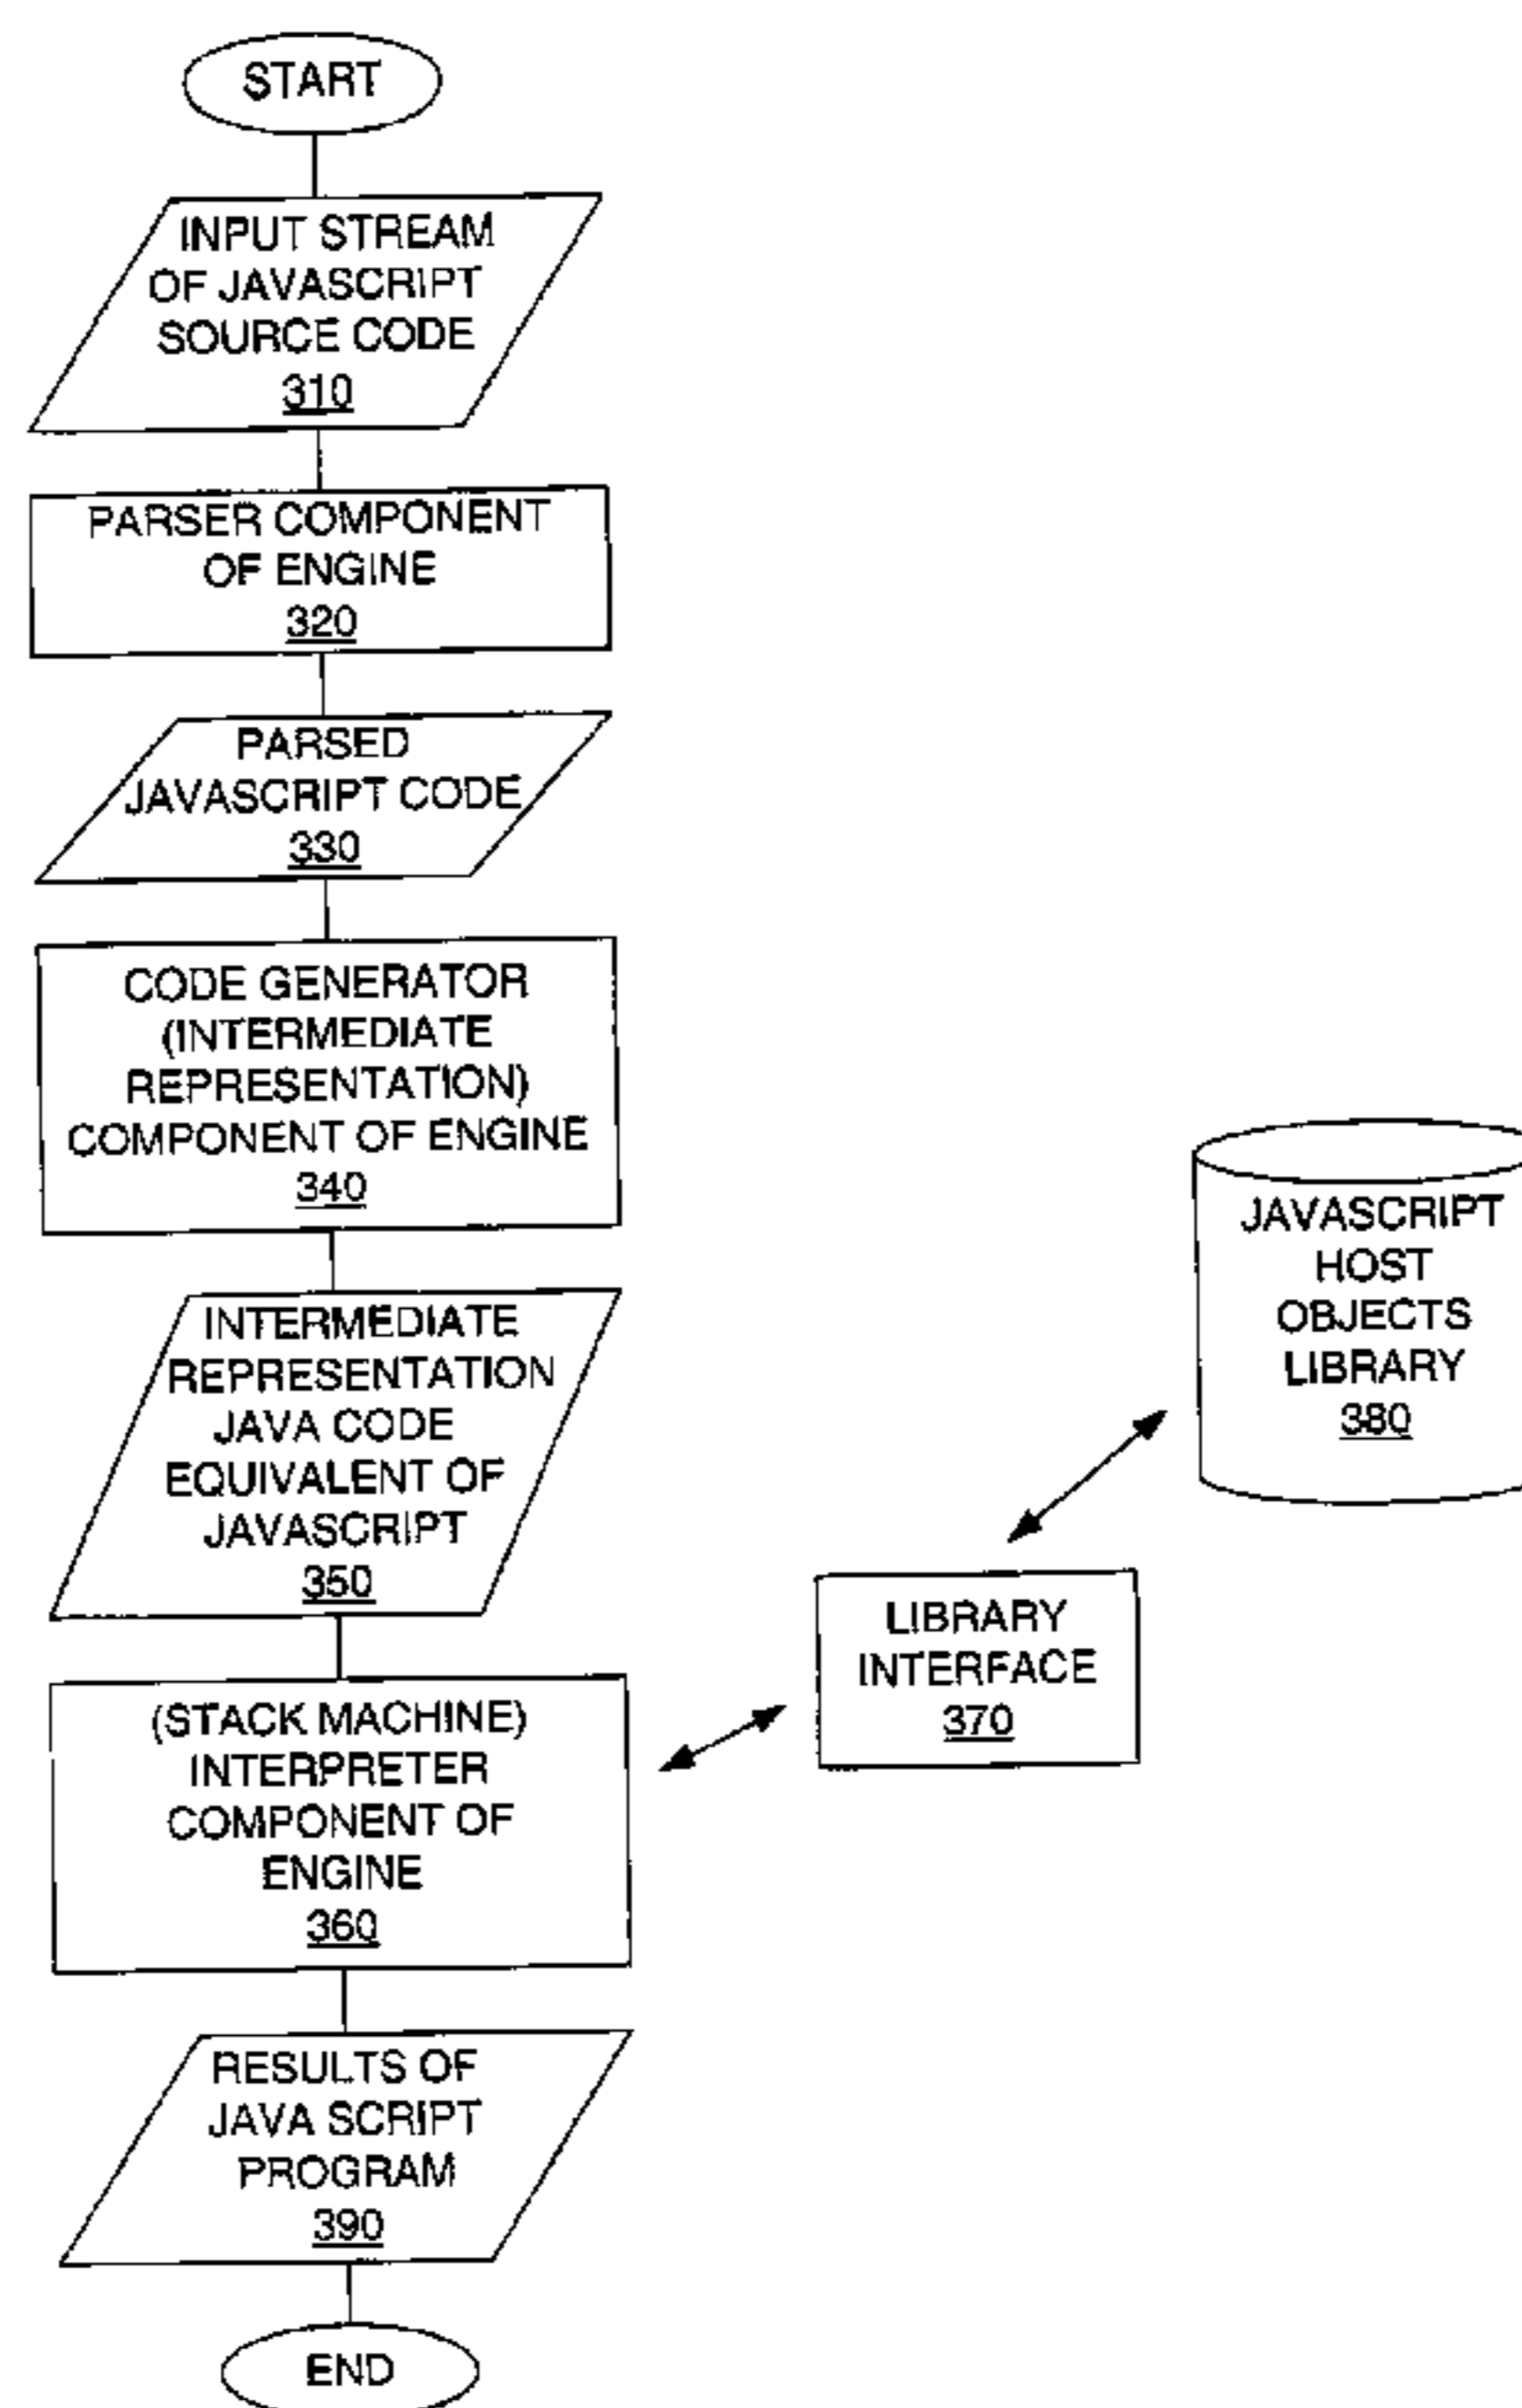 START
INPUT STREAM
OF JAVASCRIPT
SOURCE CODE
310
PARSER COMPONENT
OF ENGINE
320
PARSED
JAVASCRIPT CODE
330
CODE GENERATOR
(INTERMEDIATE
REPRESENTATION)
COMPONENT OF ENGINE
340
INTERMEDIATE
REPRESENTATION
JAVA CODE
EQUIVALENT OF
JAVASCRIPT
350
(STACK MACHINE)
INTERPRETER
COMPONENT OF
ENGINE
360
LIBRARY
INTERFACE
370
JAVASCRIPT
HOST
OBJECTS
LIBRARY
380
RESULTS OF
JAVA SCRIPT
PROGRAM
390
END